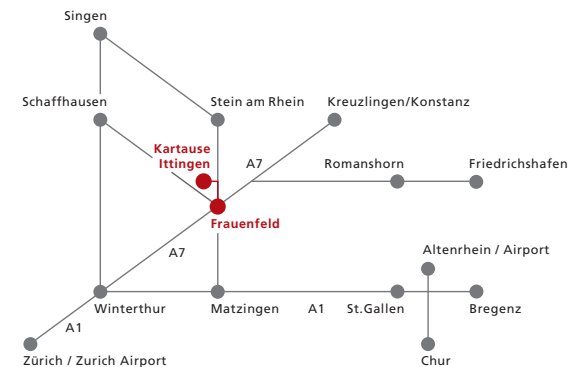 Singen
Schaffhausen
Stein am Rhein
Kreuzlingen/Konstanz
Kartause
Ittingen
A7
Romanshorn
Friedrichshafen
Frauenfeld
A7
Altenrhein / Airport
Winterthur
Matzingen
A1
St.Gallen
Bregenz
A1
Zürich / Zurich Airport
Chur